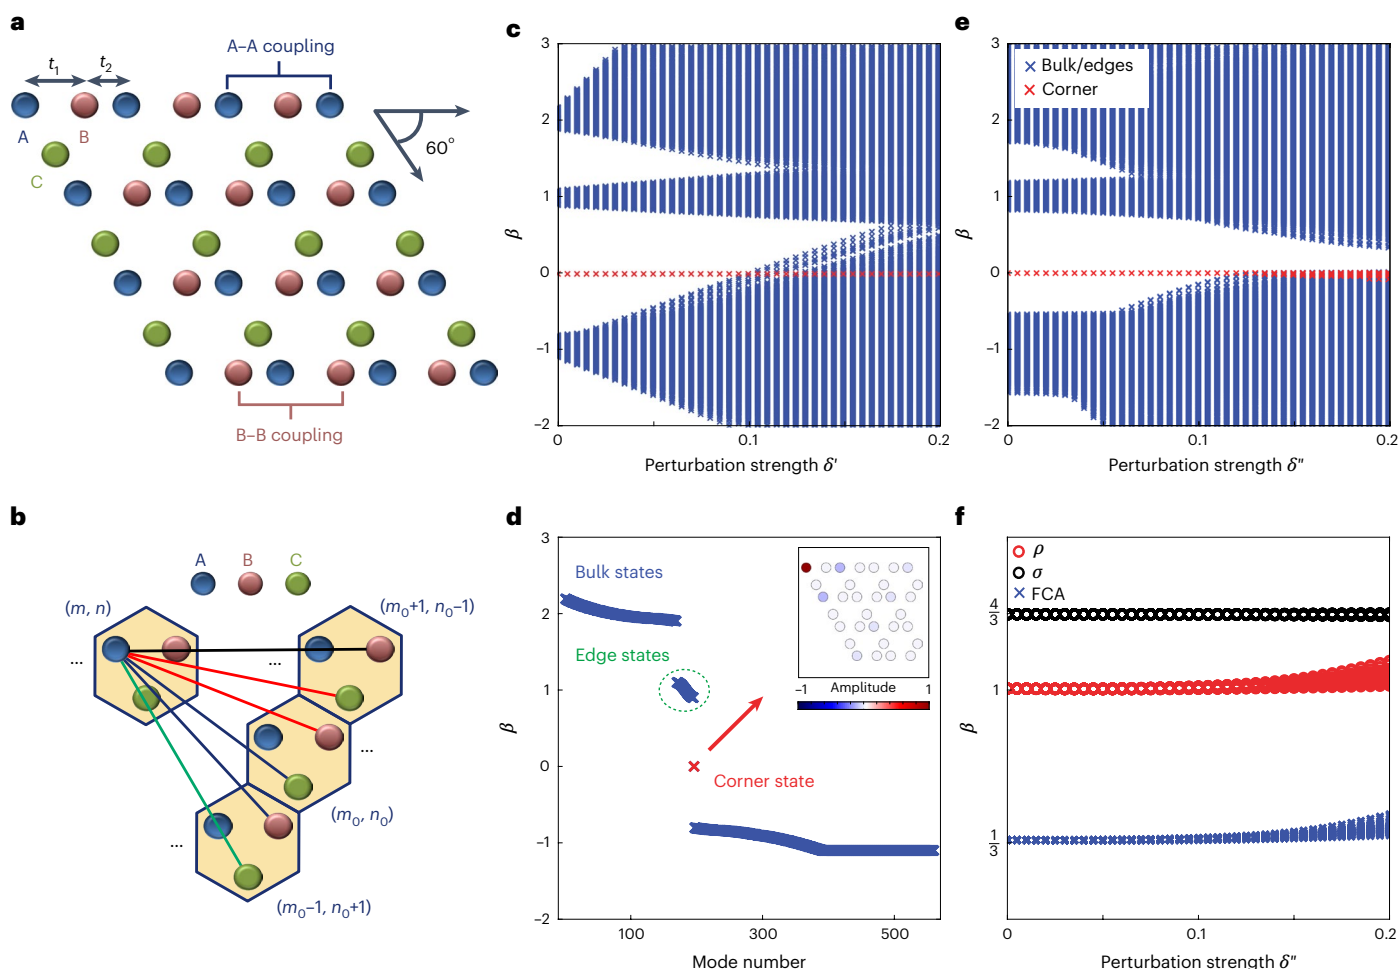 a
A–A coupling
t1
t2
A
B
C
60°
B–B coupling
b
A
B
C
(m, n)
(m0+1, n0–1)
...
...
...
(m0, n0)
...
(m0–1, n0+1)
c
3
2
1
0
–1
–2
β
0
0.1
0.2
Perturbation strength δ′
d
3
2
1
0
–1
–2
β
Bulk states
Edge states
Corner state
–1
Amplitude
1
100
300
500
Mode number
e
3
2
1
0
–1
–2
β
Bulk/edges
Corner
0
0.1
0.2
Perturbation strength δ″
f
ρ
σ
FCA
4/3
1
1/3
β
0
0.1
0.2
Perturbation strength δ″